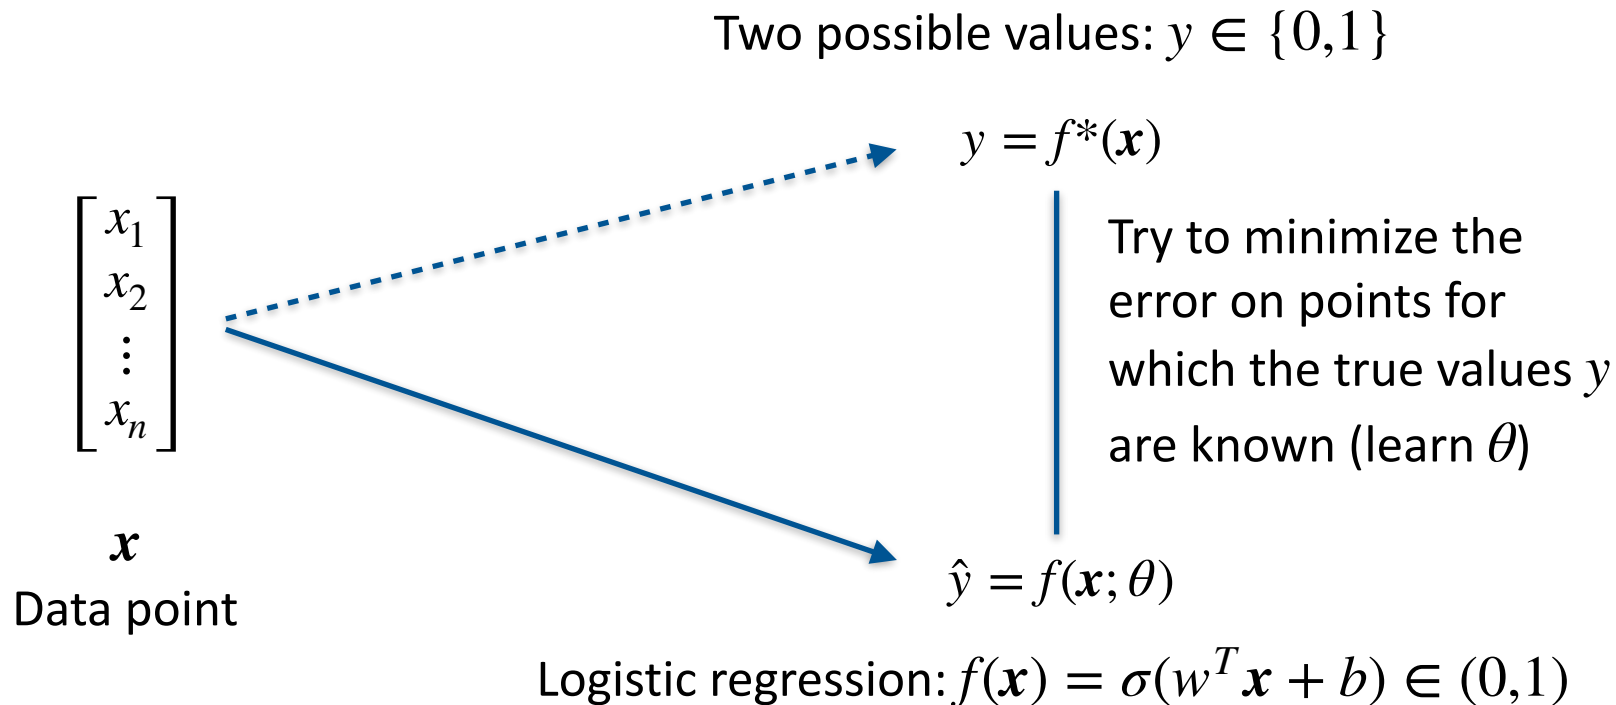 Two possible values: y ∈ {0,1}
y = f*(x)
x1
x2
⋮
xn
Try to minimize the
error on points for
which the true values y
are known (learn θ)
x
Data point
ŷ = f(x; θ)
Logistic regression: f(x) = σ(wᵀx + b) ∈ (0,1)